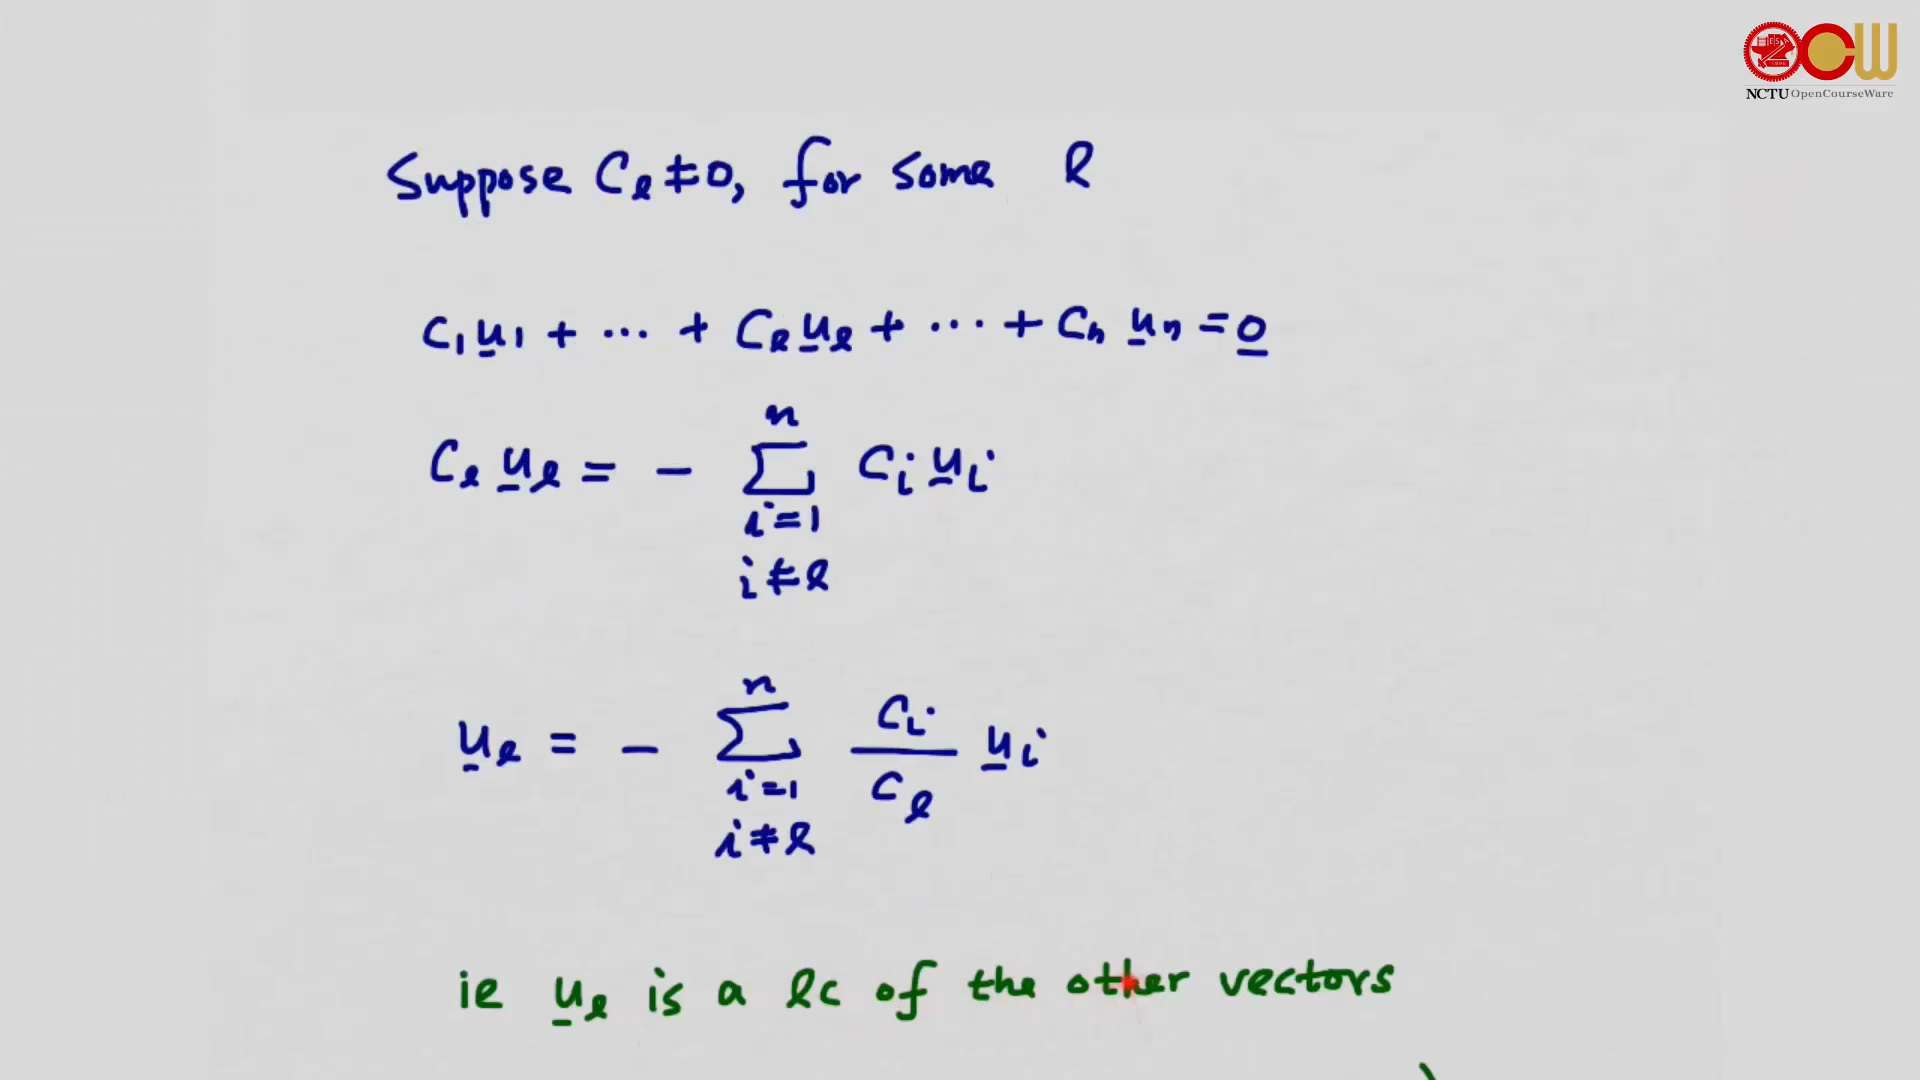 NCTU OpenCourseWare
Suppose Cℓ ≠ 0, for some ℓ
C₁u₁ + ⋯ + Cℓuℓ + ⋯ + Cₙuₙ = 0
n
Cℓuℓ = - ∑ Cᵢuᵢ
i=1
i≠ℓ
n
uℓ = - ∑ Cᵢ/Cℓ uᵢ
i=1
i≠ℓ
ie uℓ is a ℓc of the other vectors